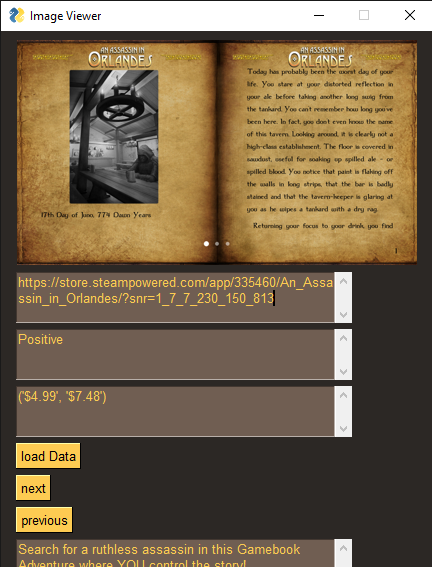 Image Viewer
AN ASSASSIN IN
ORLANDES
17th Day of Juno, 774 Dawn Years
AN ASSASSIN IN
ORLANDES
Today has probably been the worst day of your
life. You stare at your distorted reflection in
your ale before taking another long swig from
the tankard. You can't remember how long you've
been here. In fact, you don't even know the name
of this tavern. Looking around, it is clearly not a
high-class establishment. The floor is covered in
sawdust, useful for soaking up spilled ale - or
spilled blood. You notice that paint is flaking off
the walls in long strips, that the bar is badly
stained and that the tavern-keeper is glaring at
you as he wipes a tankard with a dry rag.
Returning your focus to your drink, you find
1
https://store.steampowered.com/app/335460/An_Assa
ssin_in_Orlandes/?snr=1_7_7_230_150_813
Positive
('$4.99', '$7.48')
load Data
next
previous
Search for a ruthless assassin in this Gamebook
Adventure where YOU control the story!